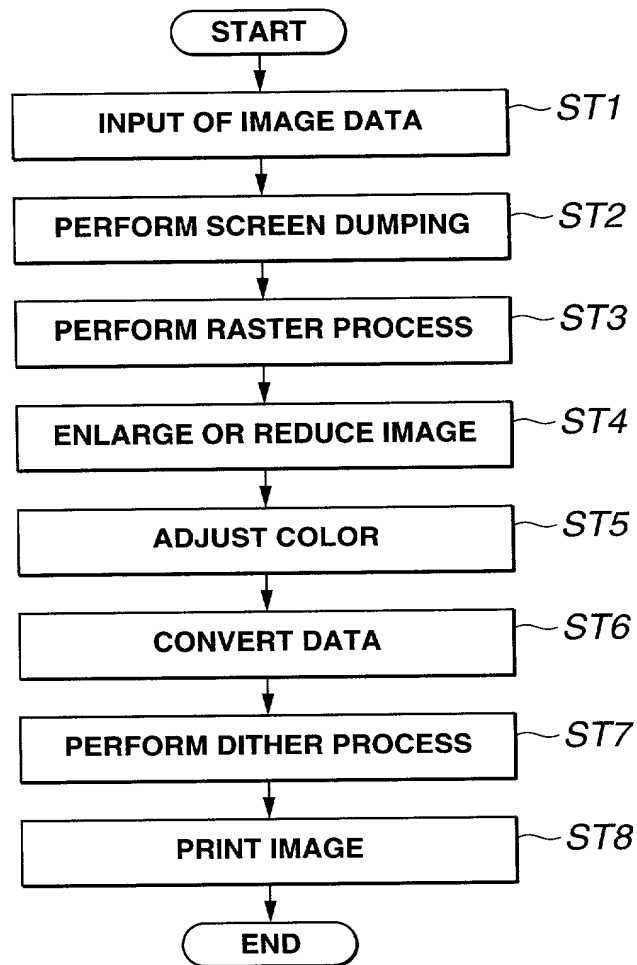 START
INPUT OF IMAGE DATA ST1
PERFORM SCREEN DUMPING ST2
PERFORM RASTER PROCESS ST3
ENLARGE OR REDUCE IMAGE ST4
ADJUST COLOR ST5
CONVERT DATA ST6
PERFORM DITHER PROCESS ST7
PRINT IMAGE ST8
END